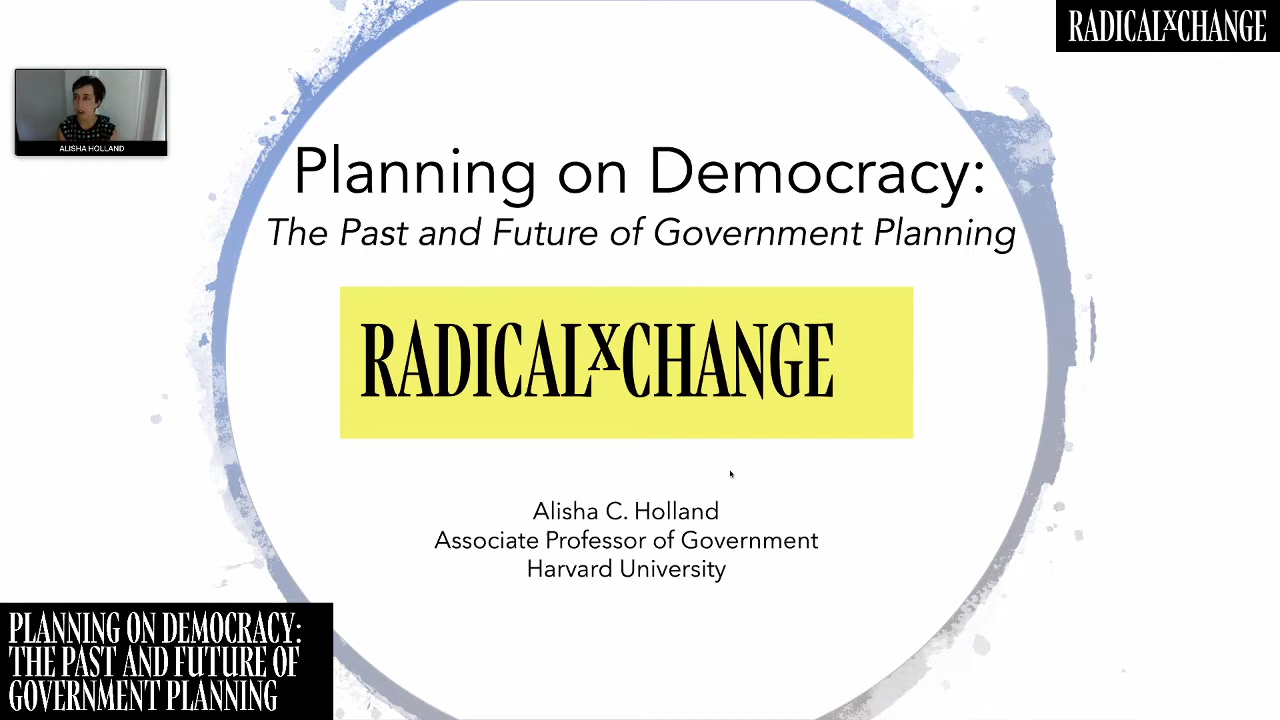 RADICALXCHANGE
ALISHA HOLLAND
Planning on Democracy:
The Past and Future of Government Planning
RADICALXCHANGE
Alisha C. Holland
Associate Professor of Government
Harvard University
PLANNING ON DEMOCRACY:
THE PAST AND FUTURE OF
GOVERNMENT PLANNING